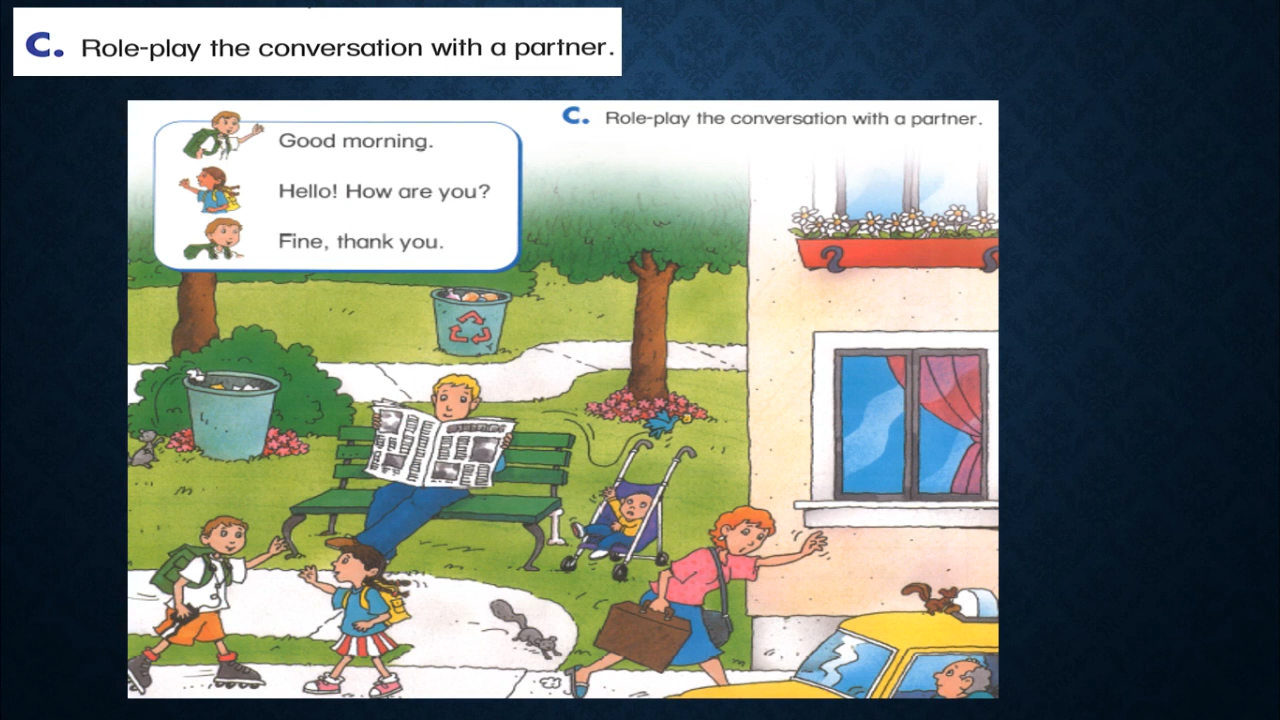 C. Role-play the conversation with a partner.
C. Role-play the conversation with a partner.
Good morning.
Hello! How are you?
Fine, thank you.